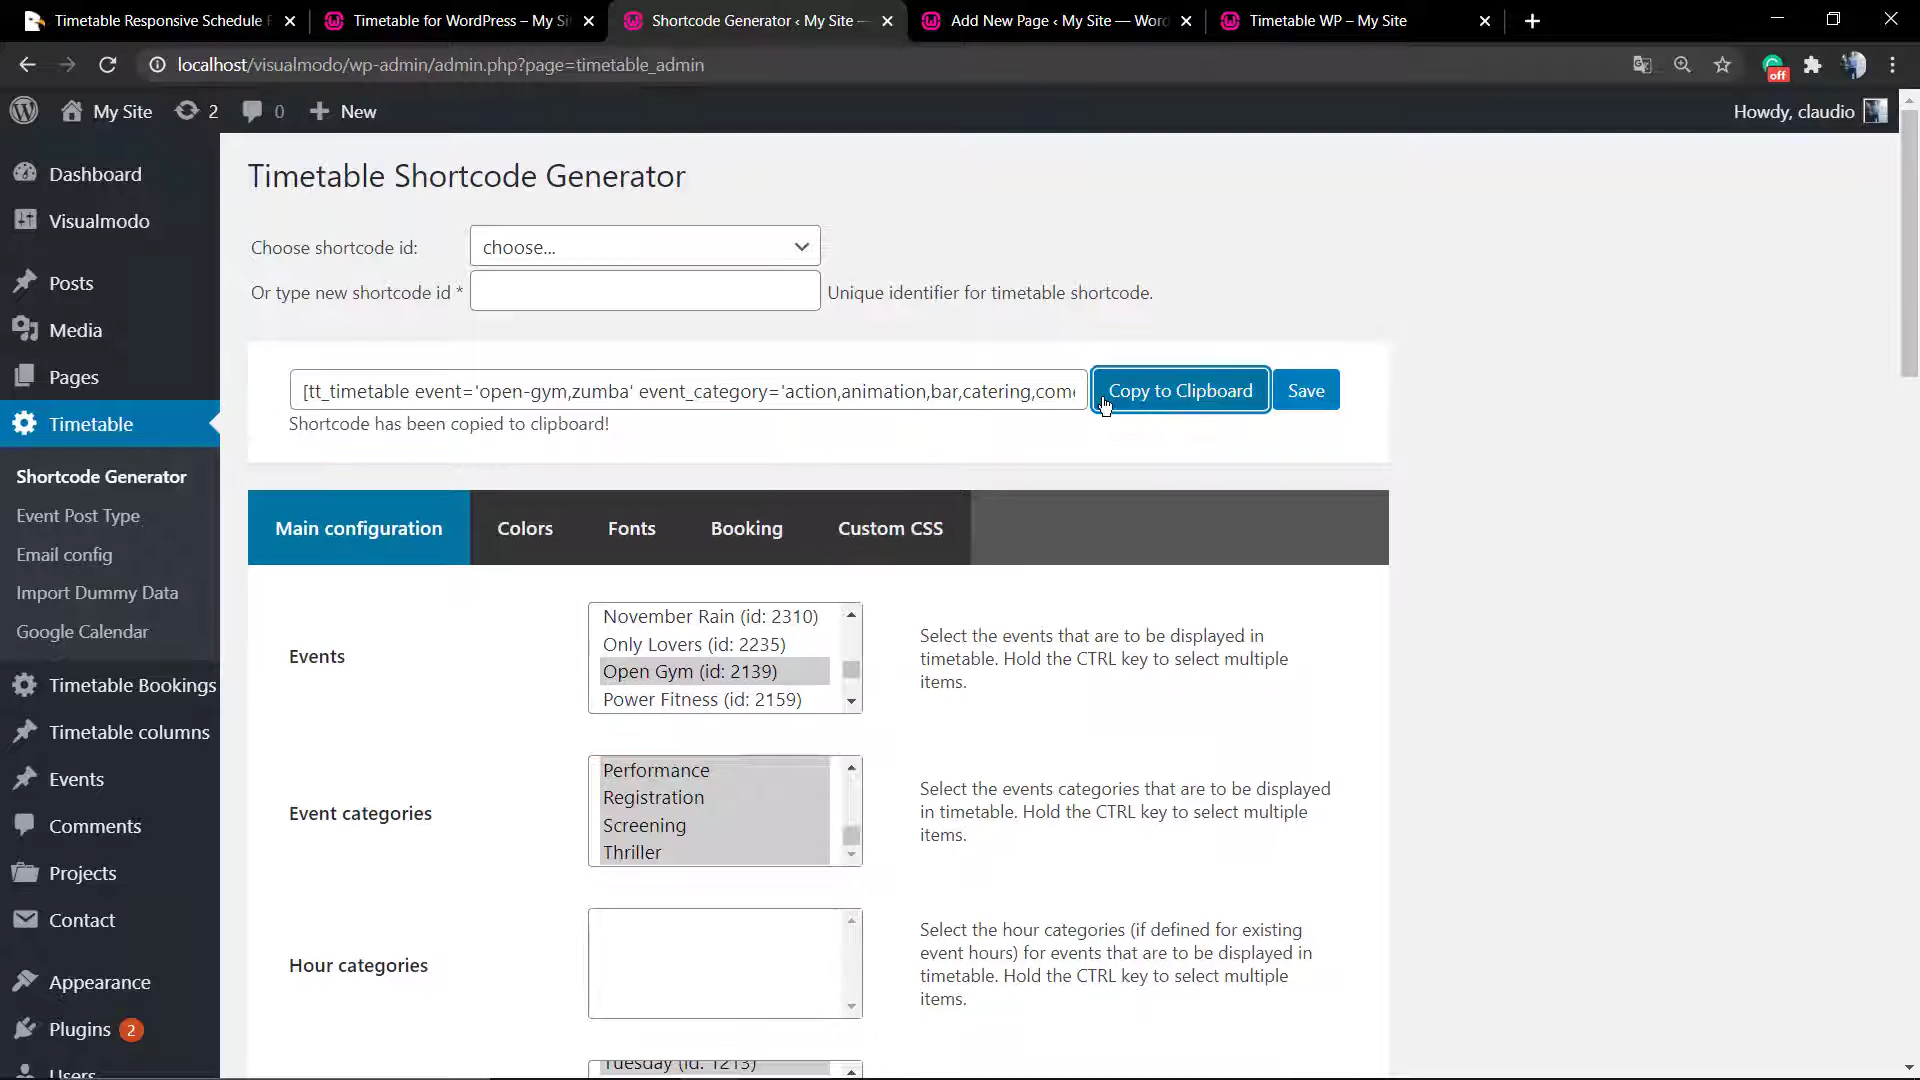 Timetable Responsive Schedule
Timetable for WordPress – My Si
Shortcode Generator ‹ My Site —
Add New Page ‹ My Site — Wor
Timetable WP – My Site
localhost/visualmodo/wp-admin/admin.php?page=timetable_admin
off
My Site
2
0
New
Howdy, claudio
Dashboard
Visualmodo
Posts
Media
Pages
Timetable
Shortcode Generator
Event Post Type
Email config
Import Dummy Data
Google Calendar
Timetable Bookings
Timetable columns
Events
Comments
Projects
Contact
Appearance
Plugins 2
Users
Timetable Shortcode Generator
Choose shortcode id:
choose...
Or type new shortcode id *
Unique identifier for timetable shortcode.
[tt_timetable event='open-gym,zumba' event_category='action,animation,bar,catering,come
Copy to Clipboard
Save
Shortcode has been copied to clipboard!
Main configuration
Colors
Fonts
Booking
Custom CSS
Events
November Rain (id: 2310)
Only Lovers (id: 2235)
Open Gym (id: 2139)
Power Fitness (id: 2159)
Select the events that are to be displayed in
timetable. Hold the CTRL key to select multiple
items.
Event categories
Performance
Registration
Screening
Thriller
Select the events categories that are to be displayed
in timetable. Hold the CTRL key to select multiple
items.
Hour categories
Select the hour categories (if defined for existing
event hours) for events that are to be displayed in
timetable. Hold the CTRL key to select multiple
items.
Tuesday (id: 1213)